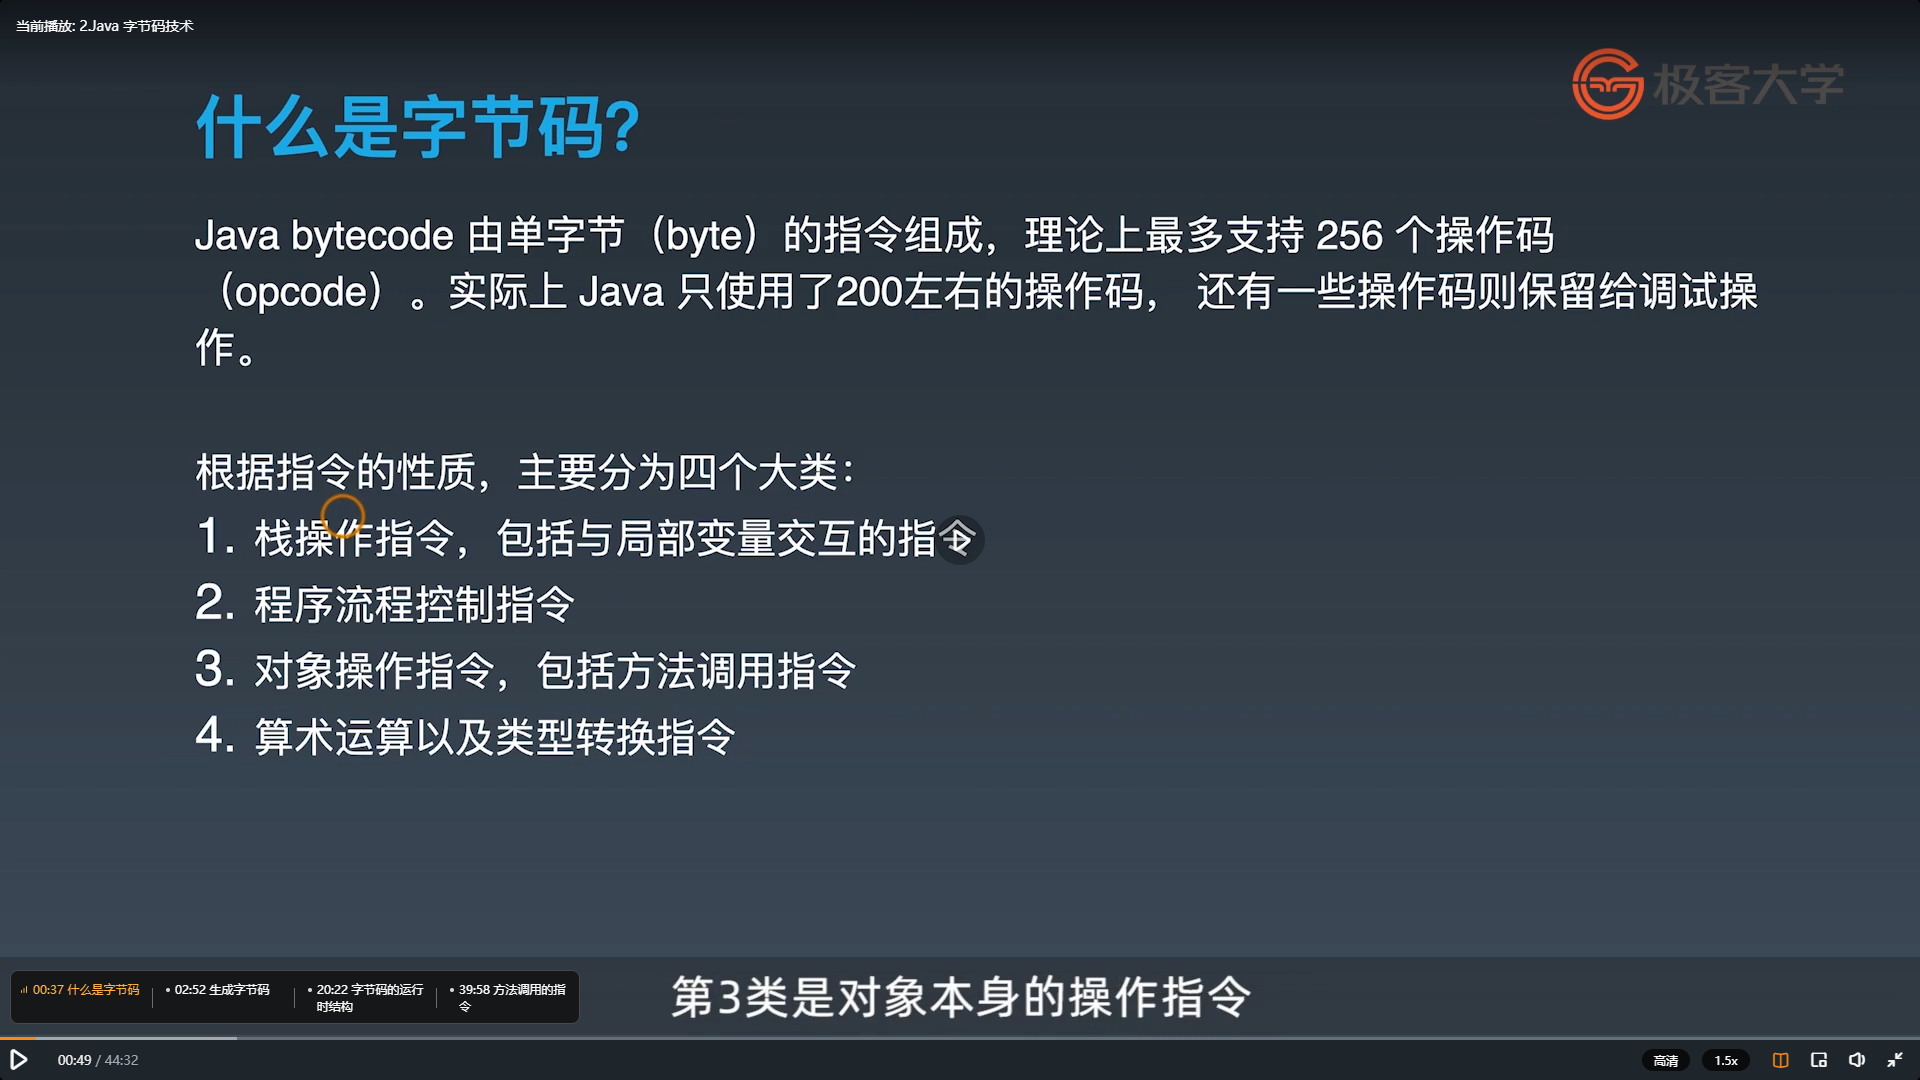 当前播放: 2.Java 字节码技术
极客大学
什么是字节码？
Java bytecode 由单字节（byte）的指令组成，理论上最多支持 256 个操作码
（opcode）。实际上 Java 只使用了200左右的操作码， 还有一些操作码则保留给调试操
作。
根据指令的性质，主要分为四个大类：
1. 栈操作指令，包括与局部变量交互的指令
2. 程序流程控制指令
3. 对象操作指令，包括方法调用指令
4. 算术运算以及类型转换指令
第3类是对象本身的操作指令
00:37 什么是字节码
• 02:52 生成字节码
• 20:22 字节码的运行
时结构
• 39:58 方法调用的指
令
00:49 / 44:32
高清
1.5x